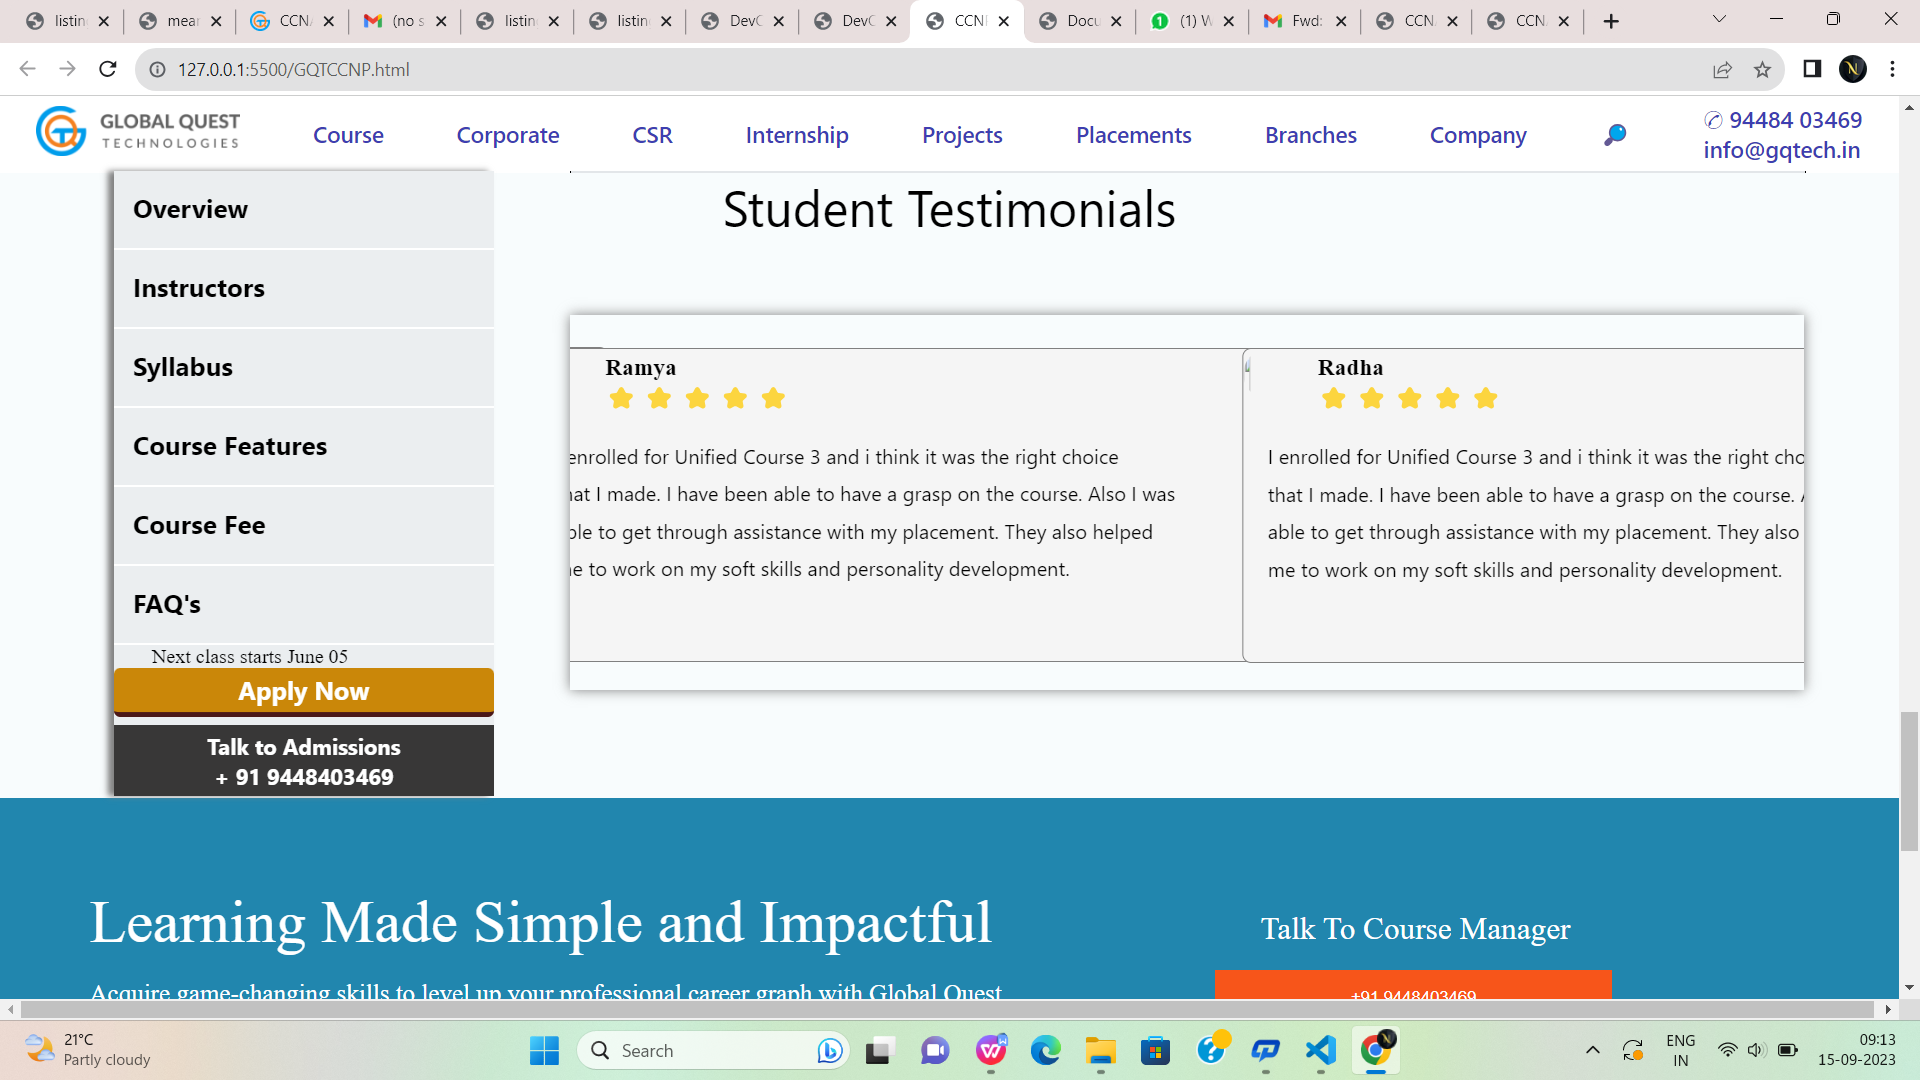 listin
mear
CCN
(no s
listin
listin
DevC
DevC
CCN
Docu
(1) W
Fwd:
CCN
CCN
127.0.0.1:5500/GQTCCNP.html
GLOBAL QUEST
TECHNOLOGIES
Course
Corporate
CSR
Internship
Projects
Placements
Branches
Company
94484 03469
info@gqtech.in
Overview
Instructors
Syllabus
Course Features
Course Fee
FAQ's
Next class starts June 05
Apply Now
Talk to Admissions
+ 91 9448403469
Student Testimonials
Ramya
enrolled for Unified Course 3 and i think it was the right choice
at I made. I have been able to have a grasp on the course. Also I was
ble to get through assistance with my placement. They also helped
e to work on my soft skills and personality development.
Radha
I enrolled for Unified Course 3 and i think it was the right cho
that I made. I have been able to have a grasp on the course.
able to get through assistance with my placement. They also
me to work on my soft skills and personality development.
Learning Made Simple and Impactful
Acquire game-changing skills to level up your professional career graph with Global Quest
Talk To Course Manager
+91 9448403469
21°C
Partly cloudy
Search
ENG
IN
09:13
15-09-2023